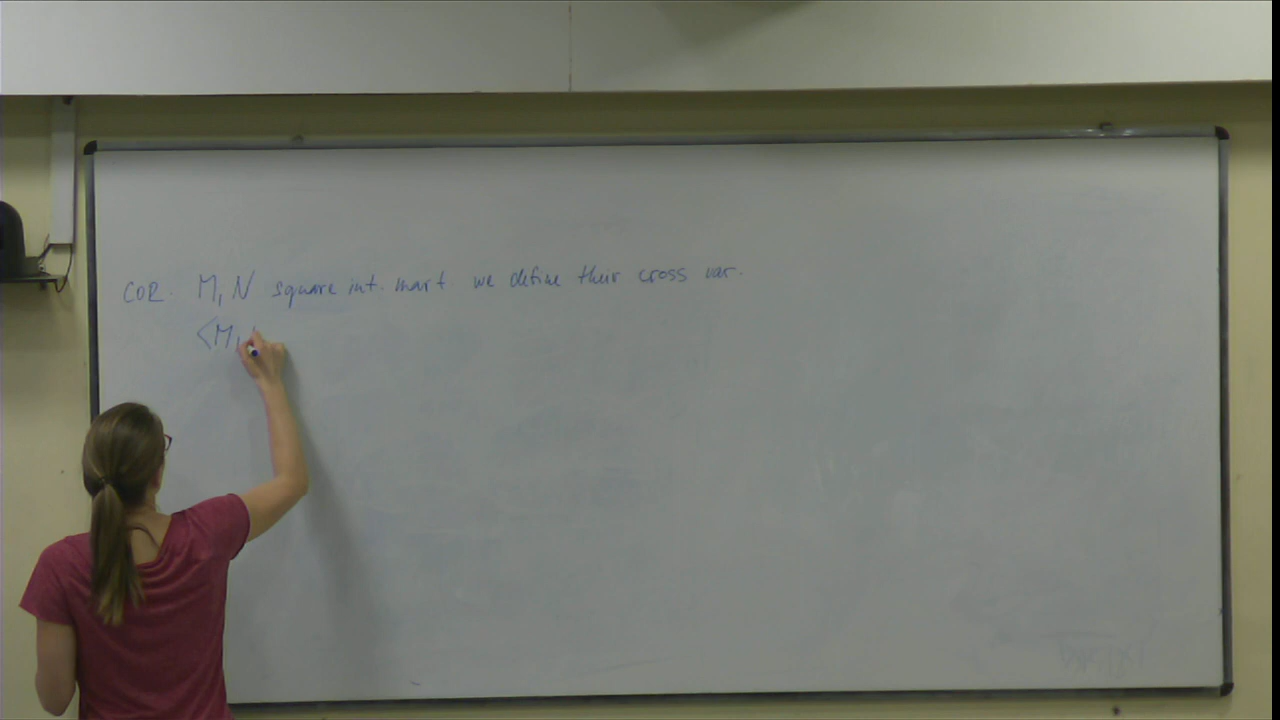 COR. M, N square int. mart we define their cross var.
<M,